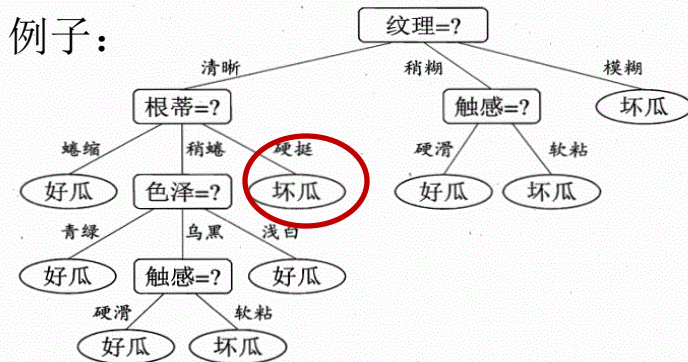 例子：
纹理=?
清晰 稍糊 模糊
根蒂=? 触感=? 坏瓜
蜷缩 稍蜷 硬挺 硬滑 软粘
好瓜 色泽=? 坏瓜 好瓜 坏瓜
青绿 乌黑 浅白
好瓜 触感=? 好瓜
硬滑 软粘
好瓜 坏瓜